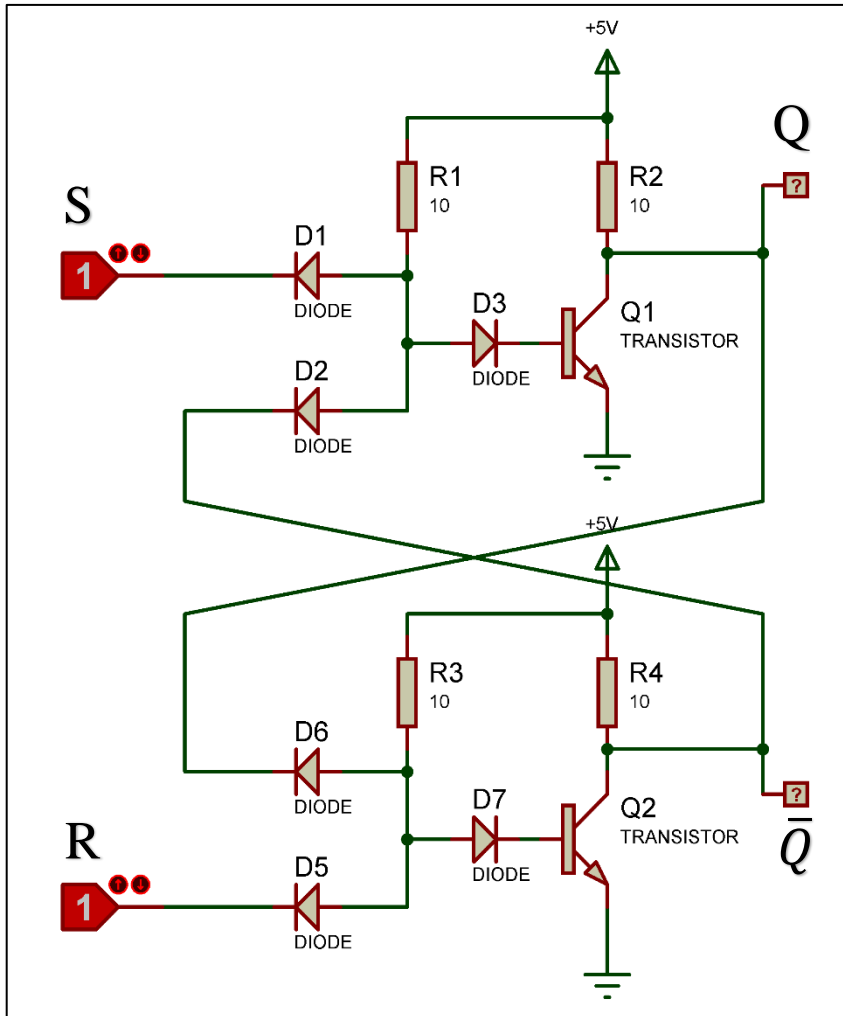 +5V
Q
R1
10
R2
10
S
D1
1
DIODE
D3
Q1
TRANSISTOR
DIODE
D2
DIODE
+5V
R3
10
R4
10
D6
DIODE
D7
Q2
TRANSISTOR
DIODE
?
?
Q̅
R
D5
1
DIODE